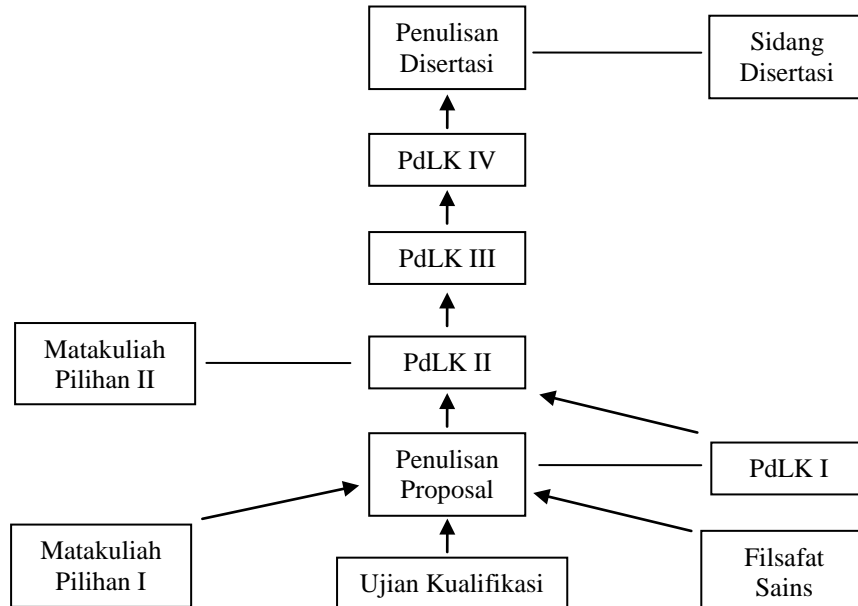 Penulisan
Disertasi
Sidang
Disertasi
PdLK IV
PdLK III
Matakuliah
Pilihan II
PdLK II
Penulisan
Proposal
PdLK I
Matakuliah
Pilihan I
Ujian Kualifikasi
Filsafat
Sains